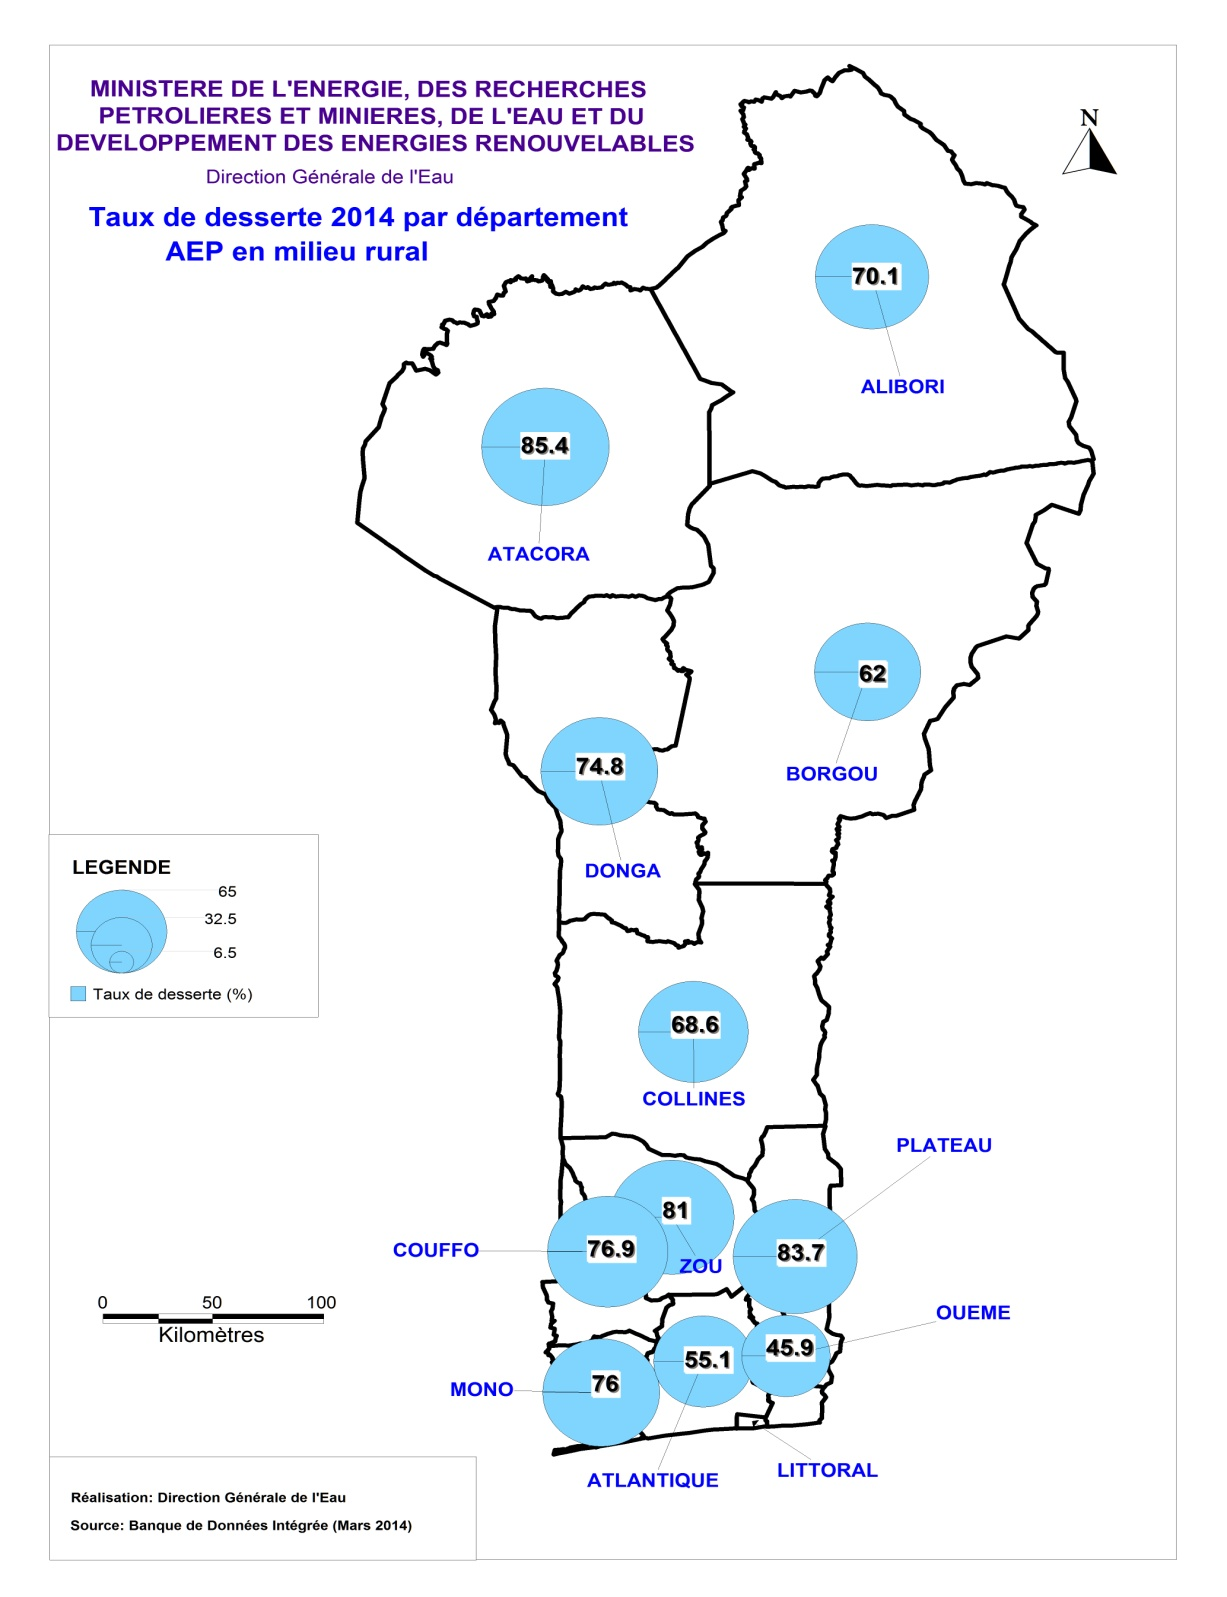 MINISTERE DE L'ENERGIE, DES RECHERCHES
PETROLIERES ET MINIERES, DE L'EAU ET DU
DEVELOPPEMENT DES ENERGIES RENOUVELABLES
Direction Générale de l'Eau
Taux de desserte 2014 par département
AEP en milieu rural
N
70.1
ALIBORI
85.4
ATACORA
62
BORGOU
74.8
DONGA
LEGENDE
65
32.5
6.5
Taux de desserte (%)
68.6
COLLINES
PLATEAU
81
ZOU
COUFFO
76.9
83.7
0 50 100
Kilomètres
OUEME
45.9
55.1
MONO
76
ATLANTIQUE
LITTORAL
Réalisation: Direction Générale de l'Eau
Source: Banque de Données Intégrée (Mars 2014)